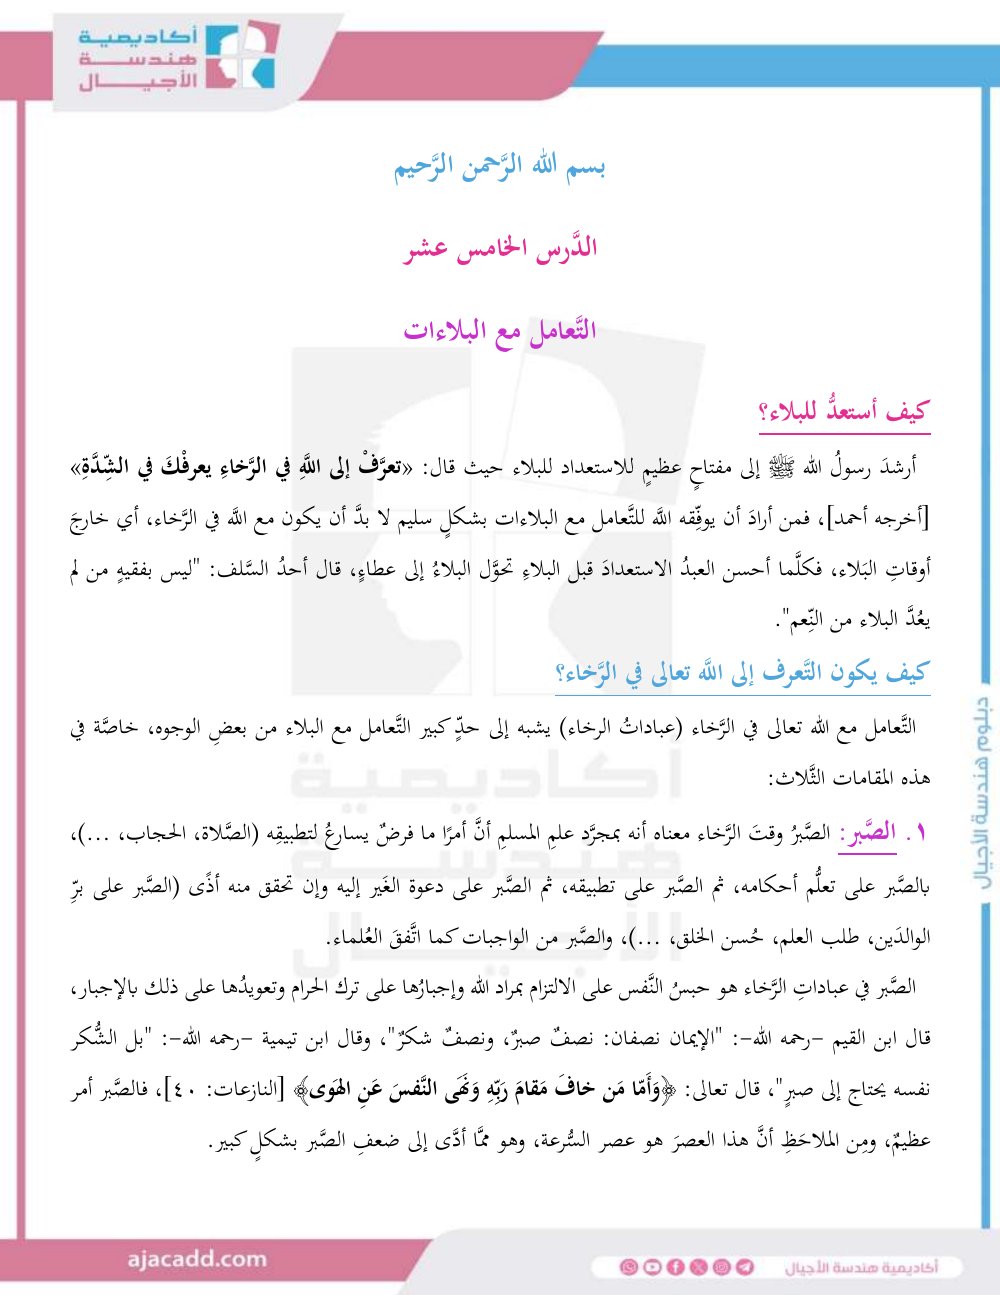 أكاديمية
هندسة
الأجيال
بسم الله الرَّحمن الرَّحيم
الدَّرس الخامس عشر
التَّعامل مع البلاءات
كيف أستعدُّ للبلاء؟
أرشدَ رسولُ الله ﷺ إلى مفتاحٍ عظيمٍ للاستعداد للبلاء حيث قال: «تعرَّفْ إلى اللَّهِ في الرَّخاءِ يعرفْكَ في الشِّدَّةِ»
[أخرجه أحمد]، فمن أرادَ أن يوفِّقه اللَّه للتَّعامل مع البلاءات بشكلٍ سليم لا بدَّ أن يكون مع اللَّه في الرَّخاء، أي خارجَ
أوقاتِ البَلاء، فكلَّما أحسن العبدُ الاستعدادَ قبل البلاءِ تحوَّل البلاءُ إلى عطاءٍ، قال أحدُ السَّلف: "ليس بفقيهٍ من لم
يعُدَّ البلاء من النِّعم".
كيف يكون التَّعرف إلى اللَّه تعالى في الرَّخاء؟
التَّعامل مع الله تعالى في الرَّخاء (عباداتُ الرخاء) يشبه إلى حدٍّ كبير التَّعامل مع البلاء من بعضِ الوجوه، خاصَّة في
هذه المقامات الثَّلاث:
١. الصَّبر: الصَّبرُ وقتَ الرَّخاء معناه أنه بمجرَّد علمِ المسلمِ أنَّ أمرًا ما فرضٌ يسارعُ لتطبيقِه (الصَّلاة، الحجاب، ...)،
بالصَّبر على تعلُّم أحكامه، ثم الصَّبر على تطبيقه، ثم الصَّبر على دعوة الغَير إليه وإن تحقق منه أذًى (الصَّبر على برِّ
الوالدَين، طلب العلم، حُسن الخلق، ...)، والصَّبر من الواجبات كما اتَّفقَ العُلماء.
الصَّبر في عباداتِ الرَّخاء هو حبسُ النَّفس على الالتزام بمراد الله وإجبارُها على ترك الحرام وتعويدُها على ذلك بالإجبار،
قال ابن القيم -رحمه الله-: "الإيمان نصفان: نصفٌ صبرٌ، ونصفٌ شكرٌ"، وقال ابن تيمية -رحمه الله-: "بل الشُّكر
نفسه يحتاج إلى صبرٍ"، قال تعالى: ﴿وَأَمّا مَن خافَ مَقامَ رَبِّهِ وَنَهَى النَّفسَ عَنِ الهَوى﴾ [النازعات: ٤٠]، فالصَّبر أمر
عظيمٌ، ومِن الملاحَظِ أنَّ هذا العصرَ هو عصر السُّرعة، وهو ممَّا أدَّى إلى ضعفِ الصَّبر بشكلٍ كبير.
دبلوم هندسة الأجيال
أكاديمية
هندسة
الأجيال
ajacadd.com
أكاديمية هندسة الأجيال